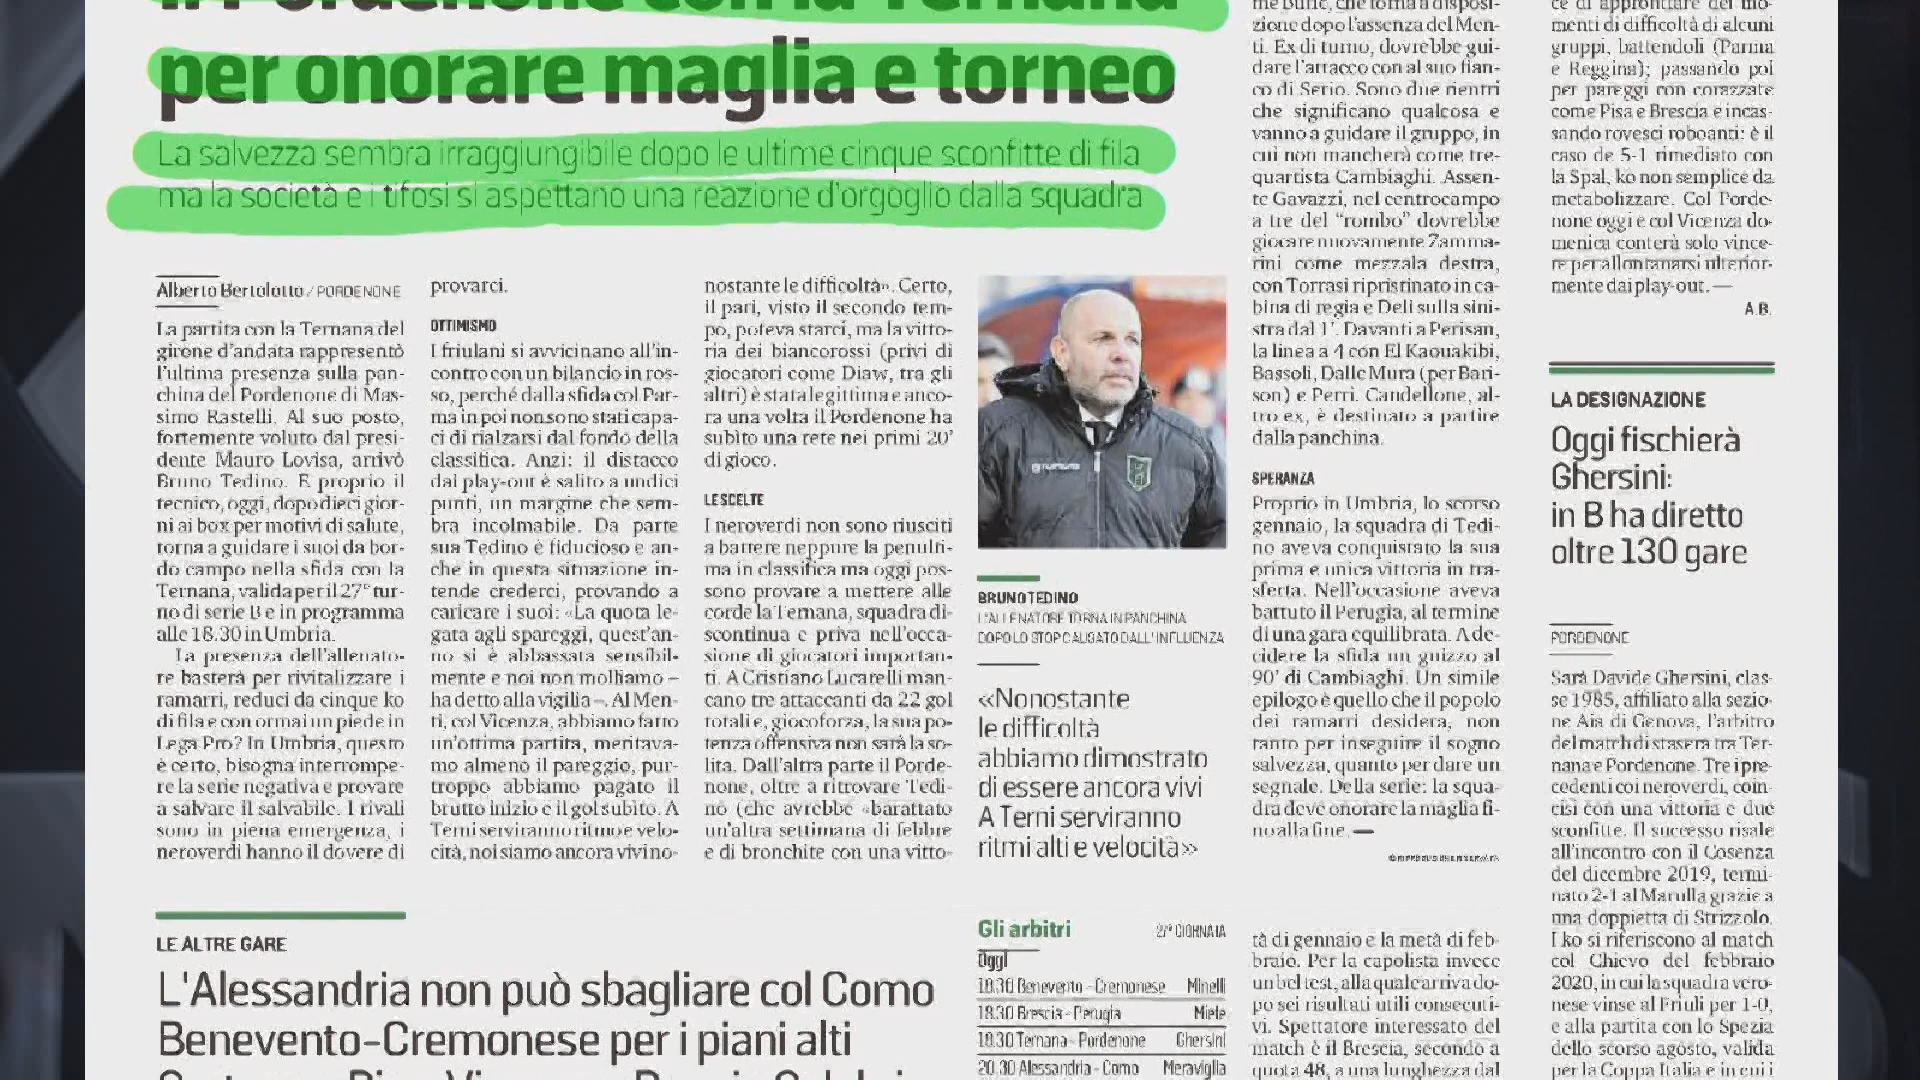 per onorare maglia e torneo
La salvezza sembra irraggiungibile dopo le ultime cinque sconfitte di fila
ma la società e i tifosi si aspettano una reazione d'orgoglio dalla squadra
Alberto Bertolotto / PORDENONE
La partita con la Ternana del
girone d'andata rappresentò
l'ultima presenza sulla pan-
china del Pordenone di Mas-
simo Rastelli. Al suo posto,
fortemente voluto dal presi-
dente Mauro Lovisa, arrivò
Bruno Tedino. E proprio il
tecnico, oggi, dopo dieci gior-
ni ai box per motivi di salute,
torna a guidare i suoi da bor-
do campo nella sfida con la
Ternana, valida per il 27° tur-
no di serie B e in programma
alle 18.30 in Umbria.
La presenza dell'allenato-
re basterà per rivitalizzare i
ramarri, reduci da cinque ko
di fila e con ormai un piede in
Lega Pro? In Umbria, questo
è certo, bisogna interrompe-
re la serie negativa e provare
a salvare il salvabile. I rivali
sono in piena emergenza, i
neroverdi hanno il dovere di
provarci.
OTTIMISMO
I friulani si avvicinano all'in-
contro con un bilancio in ros-
so, perché dalla sfida col Par-
ma in poi non sono stati capa-
ci di rialzarsi dal fondo della
classifica. Anzi: il distacco
dai play-out è salito a undici
punti, un margine che sem-
bra incolmabile. Da parte
sua Tedino è fiducioso e an-
che in questa situazione in-
tende crederci, provando a
caricare i suoi: «La quota le-
gata agli spareggi, quest'an-
no si è abbassata sensibil-
mente e noi non molliamo –
ha detto alla vigilia –. Al Men-
ti, col Vicenza, abbiamo fatto
un'ottima partita, meritava-
mo almeno il pareggio, pur-
troppo abbiamo pagato il
brutto inizio e il gol subìto. A
Terni serviranno ritmo e velo-
cità, noi siamo ancora vivi no-
nostante le difficoltà». Certo,
il pari, visto il secondo tem-
po, poteva starci, ma la vitto-
ria dei biancorossi (privi di
giocatori come Diaw, tra gli
altri) è stata legittima e anco-
ra una volta il Pordenone ha
subìto una rete nei primi 20'
di gioco.
LE SCELTE
I neroverdi non sono riusciti
a battere neppure la penulti-
ma in classifica ma oggi pos-
sono provare a mettere alle
corde la Ternana, squadra di-
scontinua e priva nell'occa-
sione di giocatori importan-
ti. A Cristiano Lucarelli man-
cano tre attaccanti da 22 gol
totali e, giocoforza, la sua po-
tenza offensiva non sarà la so-
lita. Dall'altra parte il Porde-
none, oltre a ritrovare Tedi-
no (che avrebbe «barattato
un'altra settimana di febbre
e di bronchite con una vitto-
BRUNO TEDINO
L'ALLENATORE TORNA IN PANCHINA
DOPO LO STOP CAUSATO DALL'INFLUENZA
«Nonostante
le difficoltà
abbiamo dimostrato
di essere ancora vivi
A Terni serviranno
ritmi alti e velocità»
zione dopo l'assenza del Men-
ti. Ex di turno, dovrebbe gui-
dare l'attacco con al suo fian-
co di Serio. Sono due rientri
che significano qualcosa e
vanno a guidare il gruppo, in
cui non mancherà come tre-
quartista Cambiaghi. Assen-
te Gavazzi, nel centrocampo
a tre del "rombo" dovrebbe
giocare nuovamente Zamma-
rini come mezzala destra,
con Torrasi ripristinato in ca-
bina di regia e Deli sulla sini-
stra dal 1'. Davanti a Perisan,
la linea a 4 con El Kaouakibi,
Bassoli, Dalle Mura (per Bari-
son) e Perri. Candellone, al-
tro ex, è destinato a partire
dalla panchina.
SPERANZA
Proprio in Umbria, lo scorso
gennaio, la squadra di Tedi-
no aveva conquistato la sua
prima e unica vittoria in tra-
sferta. Nell'occasione aveva
battuto il Perugia, al termine
di una gara equilibrata. A de-
cidere la sfida un guizzo al
90' di Cambiaghi. Un simile
epilogo è quello che il popolo
dei ramarri desidera, non
tanto per inseguire il sogno
salvezza, quanto per dare un
segnale. Della serie: la squa-
dra deve onorare la maglia fi-
no alla fine. —
menti di difficoltà di alcuni
gruppi, battendoli (Parma
e Reggina); passando poi
per pareggi con corazzate
come Pisa e Brescia e incas-
sando rovesci roboanti: è il
caso de 5-1 rimediato con
la Spal, ko non semplice da
metabolizzare. Col Porde-
none oggi e col Vicenza do-
menica conterà solo vince-
re per allontanarsi ulterior-
mente dai play-out. —
A.B.
LA DESIGNAZIONE
Oggi fischierà
Ghersini:
in B ha diretto
oltre 130 gare
PORDENONE
Sarà Davide Ghersini, clas-
se 1985, affiliato alla sezio-
ne Aia di Genova, l'arbitro
del match di stasera tra Ter-
nana e Pordenone. Tre i pre-
cedenti coi neroverdi, coin-
cisi con una vittoria e due
sconfitte. Il successo risale
all'incontro con il Cosenza
del dicembre 2019, termi-
nato 2-1 al Marulla grazie a
una doppietta di Strizzolo.
I ko si riferiscono al match
col Chievo del febbraio
2020, in cui la squadra vero-
nese vinse al Friuli per 1-0,
e alla partita con lo Spezia
dello scorso agosto, valida
per la Coppa Italia e in cui i
LE ALTRE GARE
L'Alessandria non può sbagliare col Como
Benevento-Cremonese per i piani alti
Gli arbitri
27ª GIORNATA
Oggi
18.30 Benevento - Cremonese Minelli
18.30 Brescia - Perugia Miele
18.30 Ternana - Pordenone Ghersini
20.30 Alessandria - Como Meraviglia
tà di gennaio e la metà di feb-
braio. Per la capolista invece
un bel test, alla quale arriva do-
po sei risultati utili consecuti-
vi. Spettatore interessato del
match è il Brescia, secondo a
quota 48, a una lunghezza dal